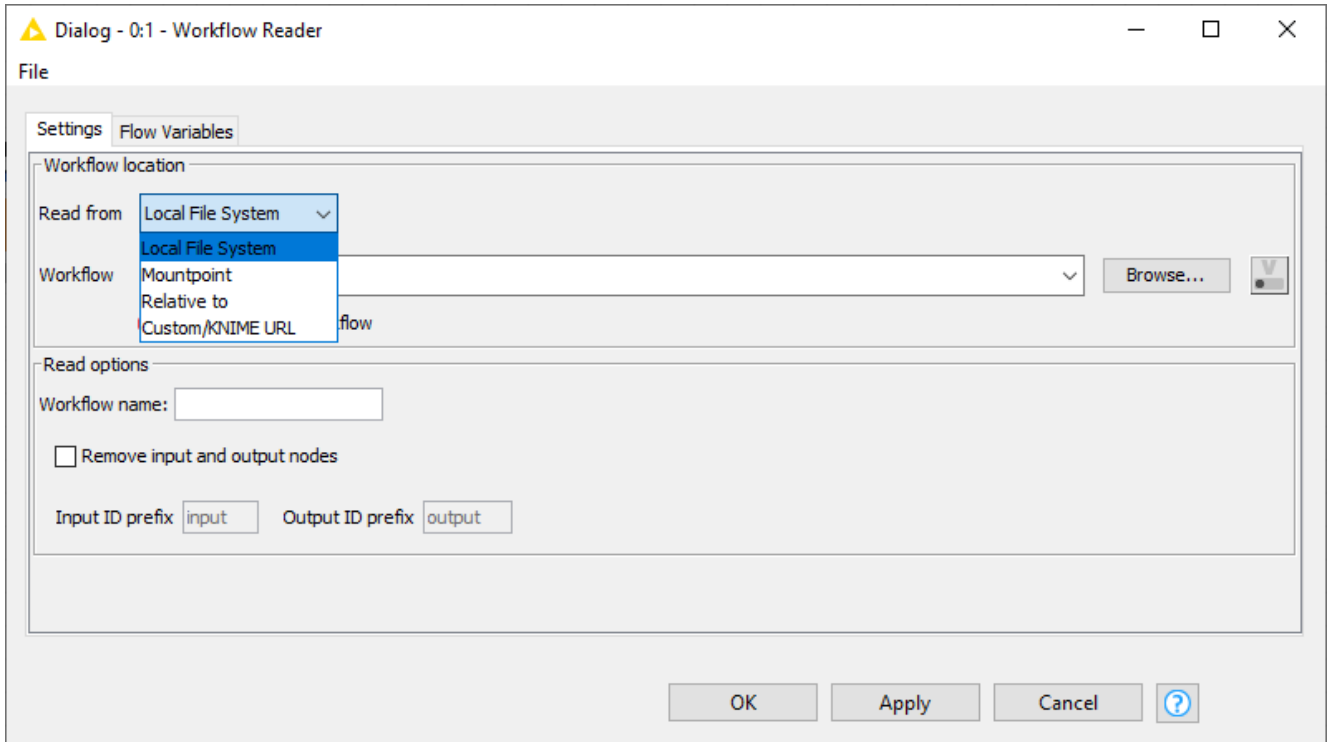 Dialog - 0:1 - Workflow Reader
File
Settings Flow Variables
Workflow location
Read from Local File System
Local File System
Workflow Mountpoint Browse... V
Relative to
Custom/KNIME URL flow
Read options
Workflow name:
Remove input and output nodes
Input ID prefix input Output ID prefix output
OK Apply Cancel ?